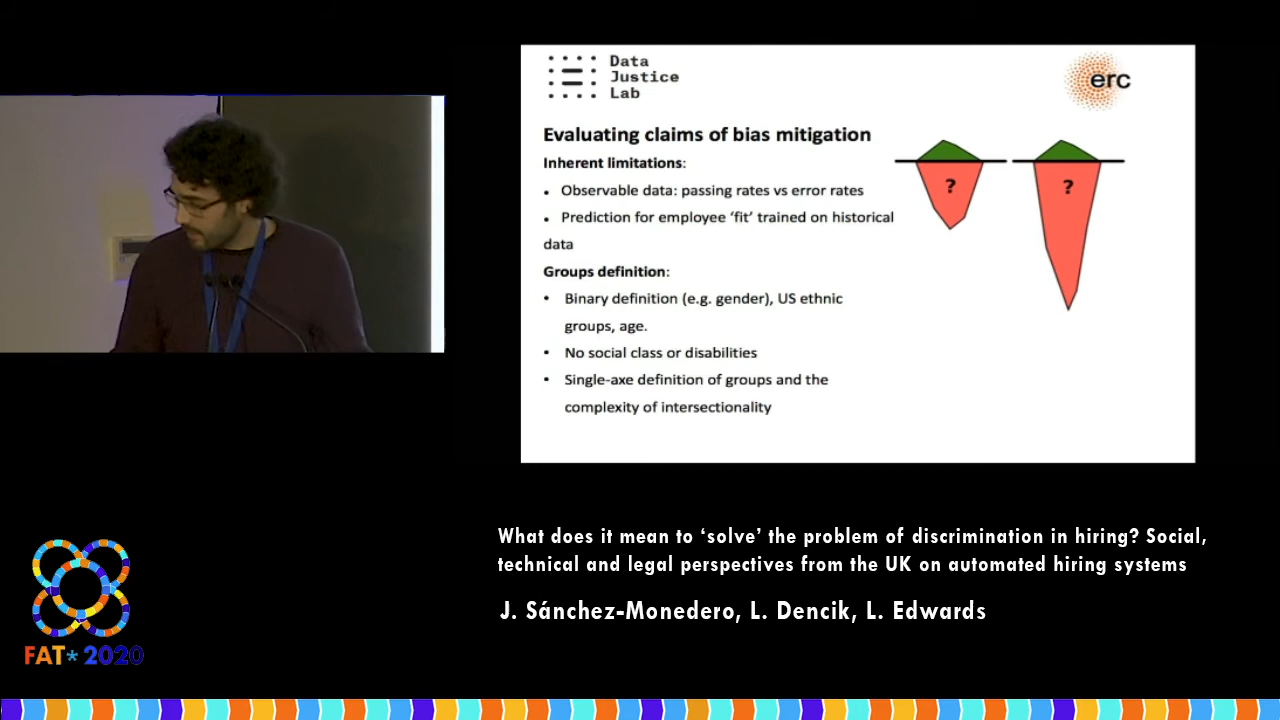 Data
Justice
Lab
erc
Evaluating claims of bias mitigation
Inherent limitations:
• Observable data: passing rates vs error rates
• Prediction for employee ‘fit’ trained on historical
data
Groups definition:
• Binary definition (e.g. gender), US ethnic
groups, age.
• No social class or disabilities
• Single-axe definition of groups and the
complexity of intersectionality
?
?
What does it mean to ‘solve’ the problem of discrimination in hiring? Social,
technical and legal perspectives from the UK on automated hiring systems
J. Sánchez-Monedero, L. Dencik, L. Edwards
FAT* 2020